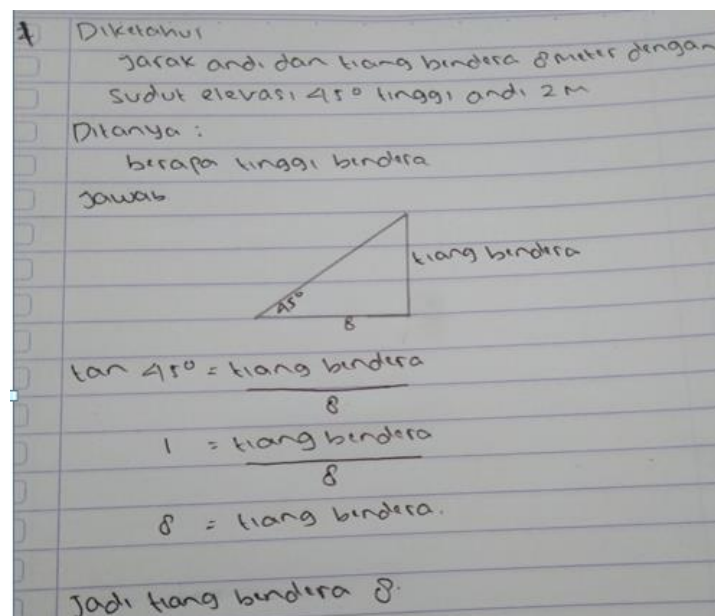 1 Diketahui
Jarak andi dan tiang bendera 8 meter dengan
sudut elevasi 45° tinggi andi 2 m
Ditanya :
berapa tinggi bendera
Jawab
tiang bendera
45°
8
tan 45° = tiang bendera
8
1 = tiang bendera
8
8 = tiang bendera.
Jadi tiang bendera 8.